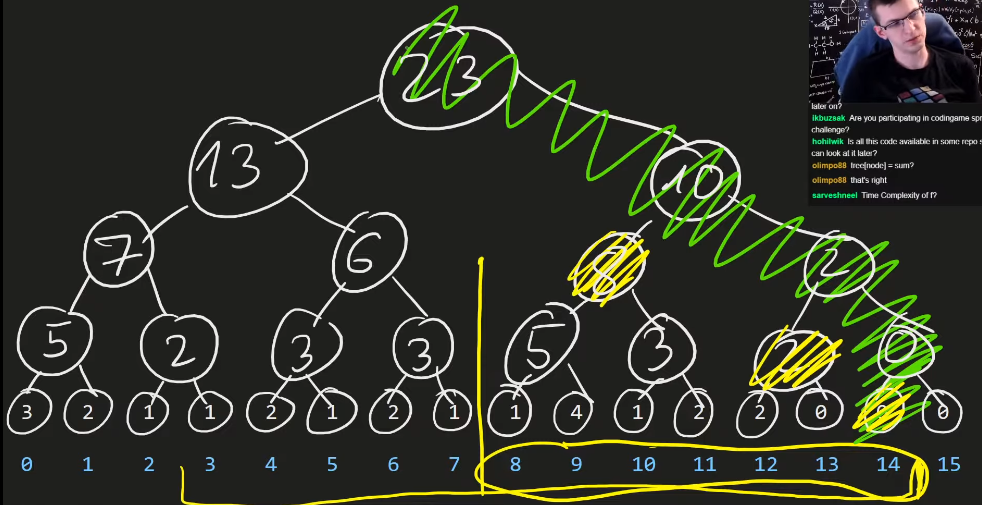 23
13
10
7
6
8
2
5
2
3
3
5
3
2
0
3 2 1 1 2 1 2 1 1 4 1 2 2 0 0 0
0 1 2 3 4 5 6 7 8 9 10 11 12 13 14 15
later on?
ikbuzsak Are you participating in codingame spr
challenge?
hohilwik Is all this code available in some repo s
can look at it later?
olimpo88 tree[node] = sum?
olimpo88 that's right
sarveshneel Time Complexity of f?